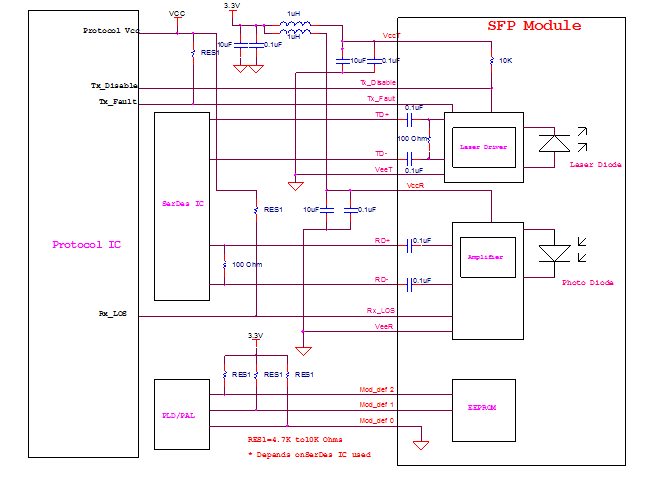 3.3V
VCC
1uH
SFP Module
Protocol Vcc
1uH
VccT
RES1
10uF
0.1uF
10uF
0.1uF
10K
Tx_Disable
Tx_Disable
Tx_Fault
Tx_Fault
0.1uF
TD+
100 Ohm
Laser Driver
TD-
Laser Diode
VeeT
0.1uF
VccR
SerDes IC
RES1
10uF
0.1uF
Protocol IC
RD+
0.1uF
Amplifier
100 Ohm
RD-
0.1uF
Photo Diode
Rx_LOS
Rx_LOS
VeeR
3.3V
RES1
RES1
RES1
Mod_def 2
Mod_def 1
PLD/PAL
EEPROM
Mod_def 0
RES1=4.7K to10K Ohms
* Depends onSerDes IC used